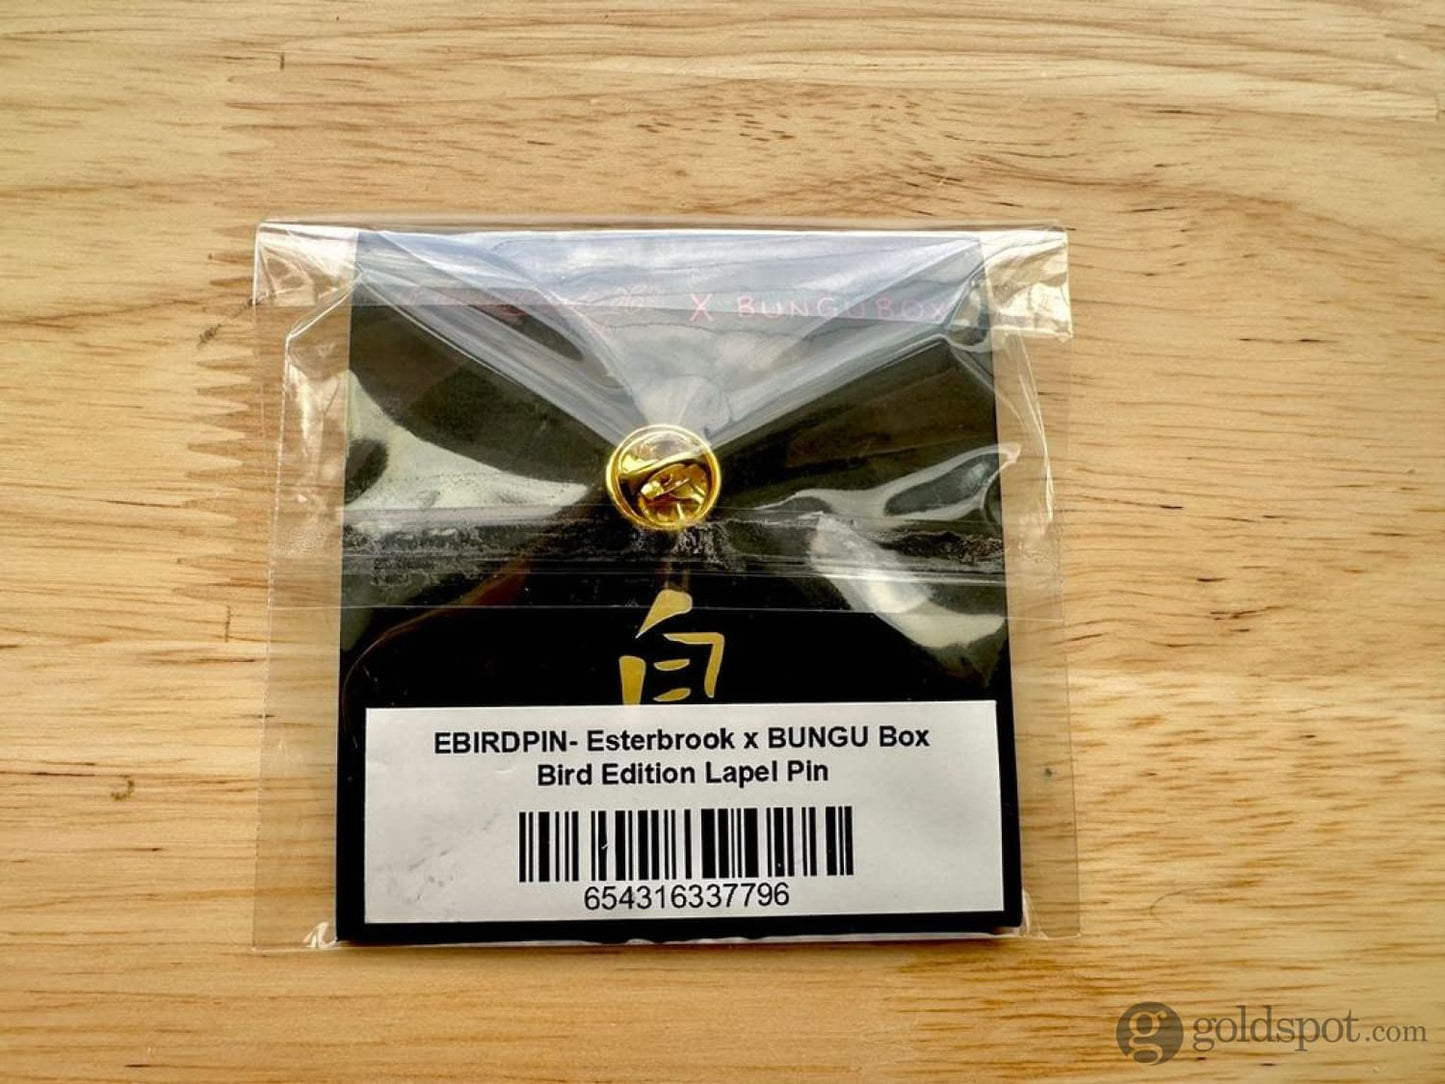 X BUNGUBOX
EBIRDPIN- Esterbrook x BUNGU Box
Bird Edition Lapel Pin
654316337796
g goldspot.com